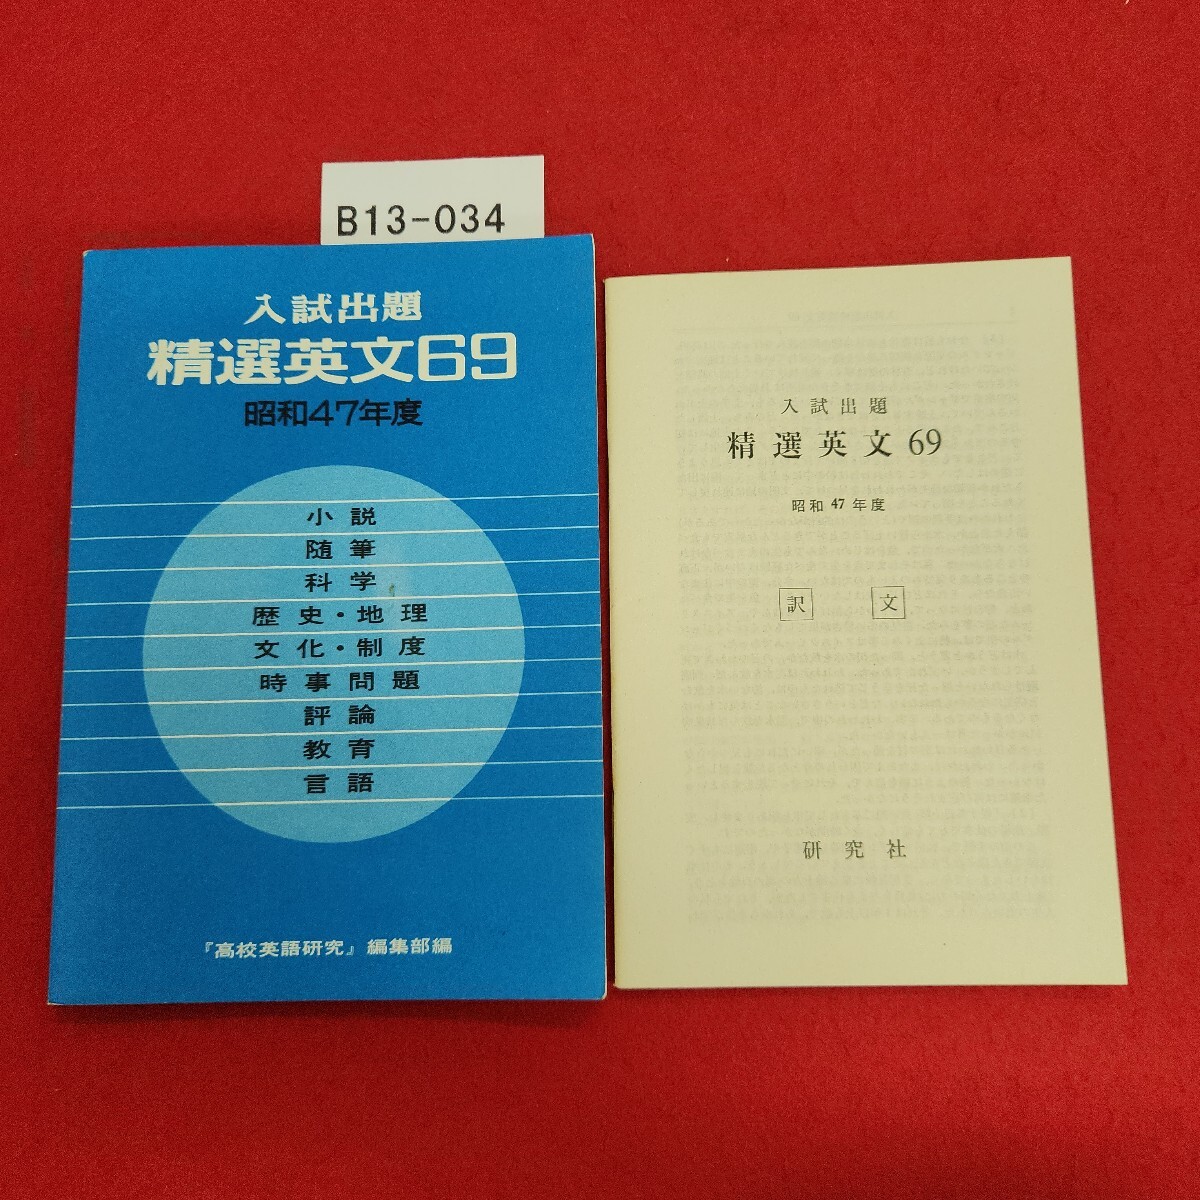 B13-034
入試出題
精選英文69
昭和47年度
小説
随筆
科学
歴史・地理
文化・制度
時事問題
評論
教育
言語
『高校英語研究』編集部編
入試出題
精選英文69
昭和47年度
訳文
研究社